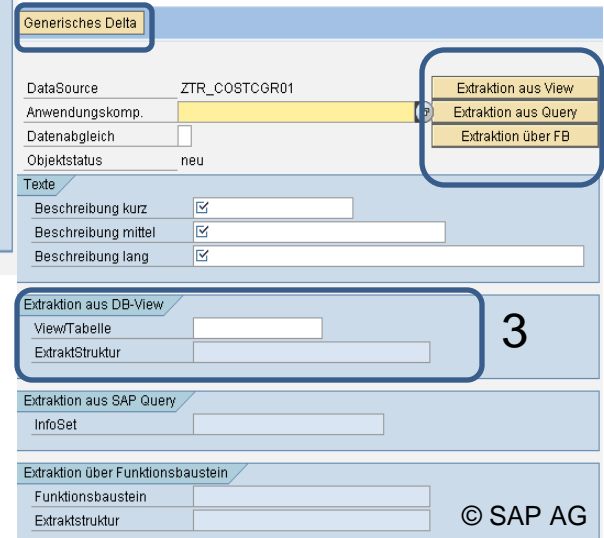 Generisches Delta
DataSource ZTR_COSTCGR01 Extraktion aus View
Anwendungskomp. Extraktion aus Query
Datenabgleich Extraktion über FB
Objektstatus neu
Texte
Beschreibung kurz
Beschreibung mittel
Beschreibung lang
Extraktion aus DB-View
View/Tabelle
ExtraktStruktur
3
Extraktion aus SAP Query
InfoSet
Extraktion über Funktionsbaustein
Funktionsbaustein
Extraktstruktur
© SAP AG